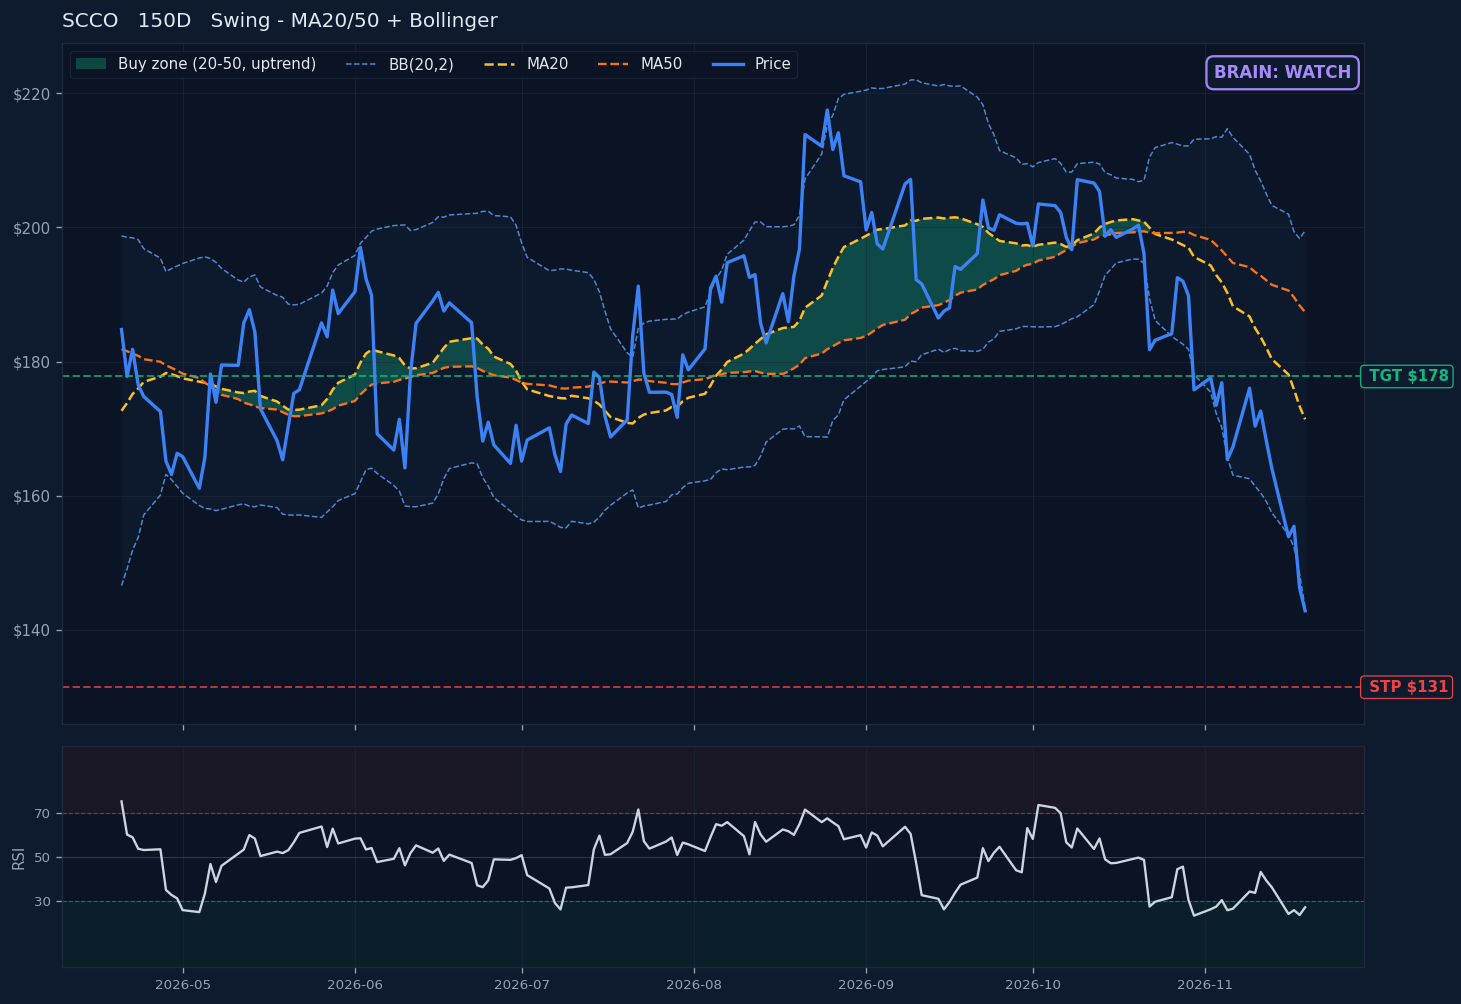 SCCO   150D   Swing - MA20/50 + Bollinger
Buy zone (20-50, uptrend)   BB(20,2)   MA20   MA50   Price
BRAIN: WATCH
$220
$200
$180
TGT $178
$160
$140
STP $131
70
50
30
RSI
2026-05   2026-06   2026-07   2026-08   2026-09   2026-10   2026-11